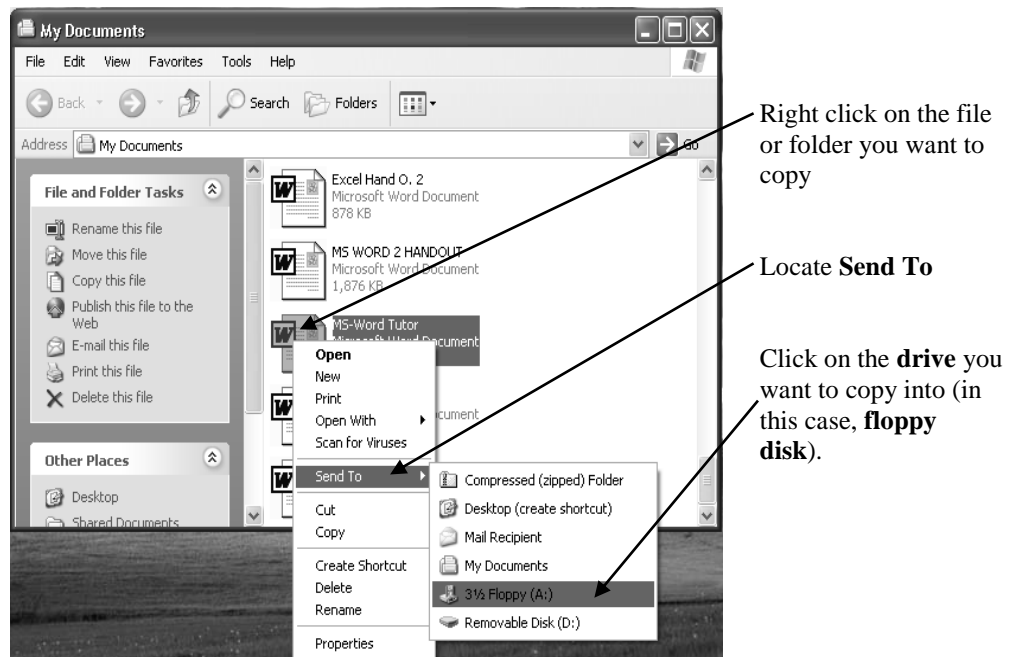 My Documents
File Edit View Favorites Tools Help
Back Search Folders
Address My Documents Go
File and Folder Tasks
Rename this file
Move this file
Copy this file
Publish this file to the
Web
E-mail this file
Print this file
Delete this file
Other Places
Desktop
Shared Documents
Excel Hand O. 2
Microsoft Word Document
878 KB
MS WORD 2 HANDOUT
Microsoft Word Document
1,876 KB
MS-Word Tutor
Microsoft Word Document
Open
New
Print
Open With
Scan for Viruses
Send To
Cut
Copy
Create Shortcut
Delete
Rename
Properties
Compressed (zipped) Folder
Desktop (create shortcut)
Mail Recipient
My Documents
3½ Floppy (A:)
Removable Disk (D:)
Right click on the file
or folder you want to
copy
Locate Send To
Click on the drive you
want to copy into (in
this case, floppy
disk).